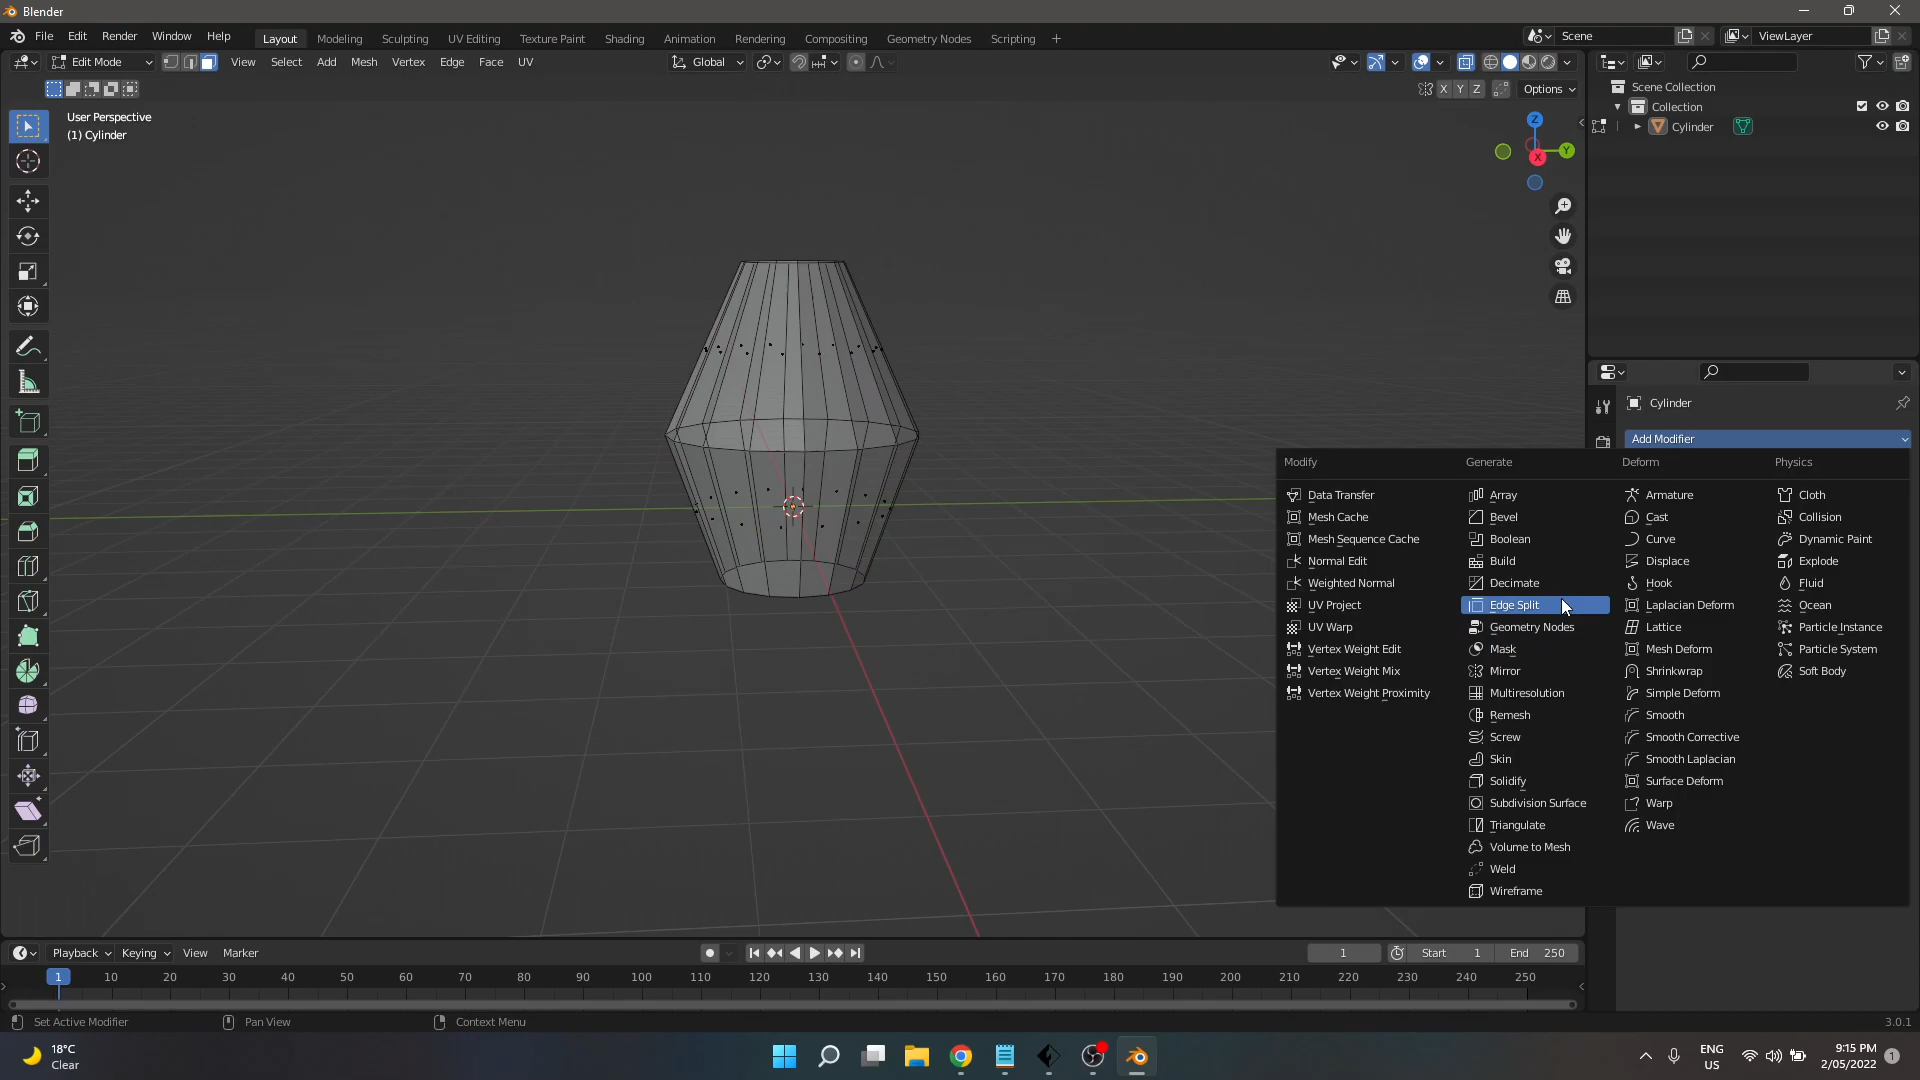 Blender
File Edit Render Window Help
Layout Modeling Sculpting UV Editing Texture Paint Shading Animation Rendering Compositing Geometry Nodes Scripting +
Scene
ViewLayer
Edit Mode
View Select Add Mesh Vertex Edge Face UV
Global
X Y Z
Options
User Perspective
(1) Cylinder
Z
Y
X
Scene Collection
Collection
Cylinder
Cylinder
Add Modifier
Modify Generate Deform Physics
Data Transfer Array Armature Cloth
Mesh Cache Bevel Cast Collision
Mesh Sequence Cache Boolean Curve Dynamic Paint
Normal Edit Build Displace Explode
Weighted Normal Decimate Hook Fluid
UV Project Edge Split Laplacian Deform Ocean
UV Warp Geometry Nodes Lattice Particle Instance
Vertex Weight Edit Mask Mesh Deform Particle System
Vertex Weight Mix Mirror Shrinkwrap Soft Body
Vertex Weight Proximity Multiresolution Simple Deform
Remesh Smooth
Screw Smooth Corrective
Skin Smooth Laplacian
Solidify Surface Deform
Subdivision Surface Warp
Triangulate Wave
Volume to Mesh
Weld
Wireframe
Playback Keying View Marker
1 Start 1 End 250
1 10 20 30 40 50 60 70 80 90 100 110 120 130 140 150 160 170 180 190 200 210 220 230 240 250
Set Active Modifier Pan View Context Menu 3.0.1
18°C
Clear
ENG
US
9:15 PM
2/05/2022
1